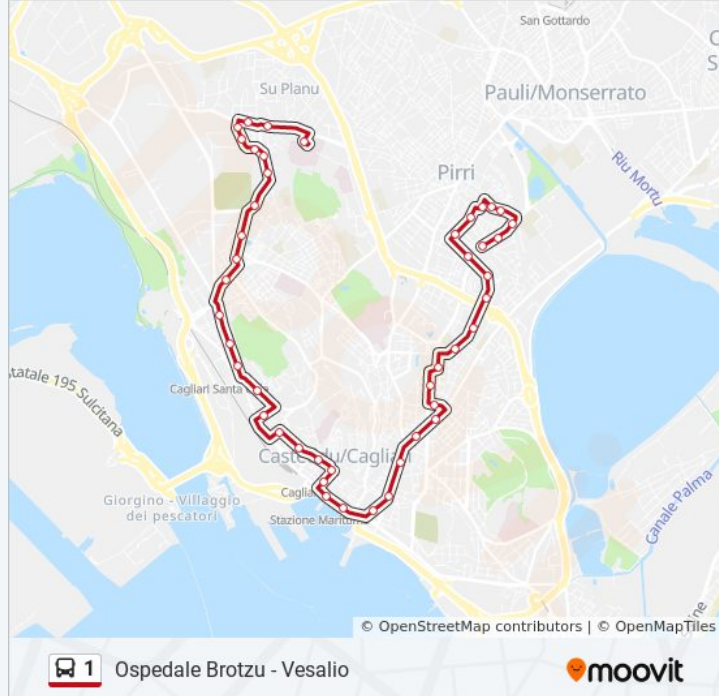 San Gottardo
Su Planu
Pauli/Monserrato
Pirri
Riu Mortu
statale 195 Sulcitana
Cagliari Santa
Casteddu/Cagliari
Giorgino - Villaggio
dei pescatori
Stazione Marittima
Canale Palma
© OpenStreetMap contributors | © OpenMapTiles
1 Ospedale Brotzu - Vesalio
moovit